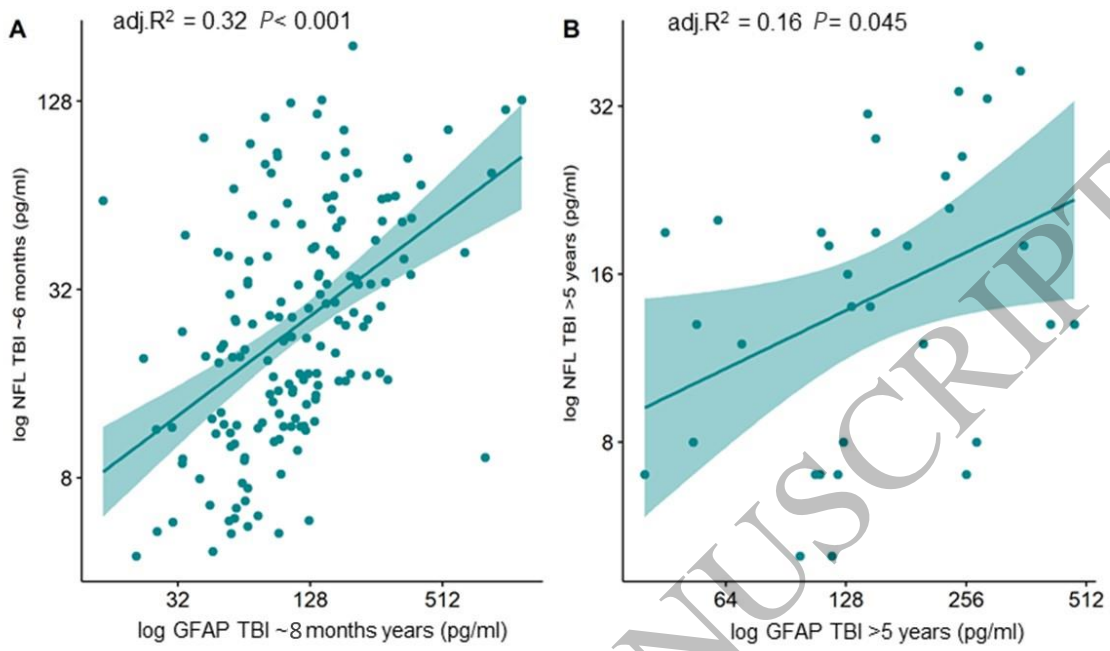 A
adj.R² = 0.32 P< 0.001
128
32
8
log NFL TBI ~6 months (pg/ml)
32 128 512
log GFAP TBI ~8 months years (pg/ml)
B
adj.R² = 0.16 P= 0.045
32
16
8
log NFL TBI >5 years (pg/ml)
64 128 256 512
log GFAP TBI >5 years (pg/ml)
NUSCRIPT